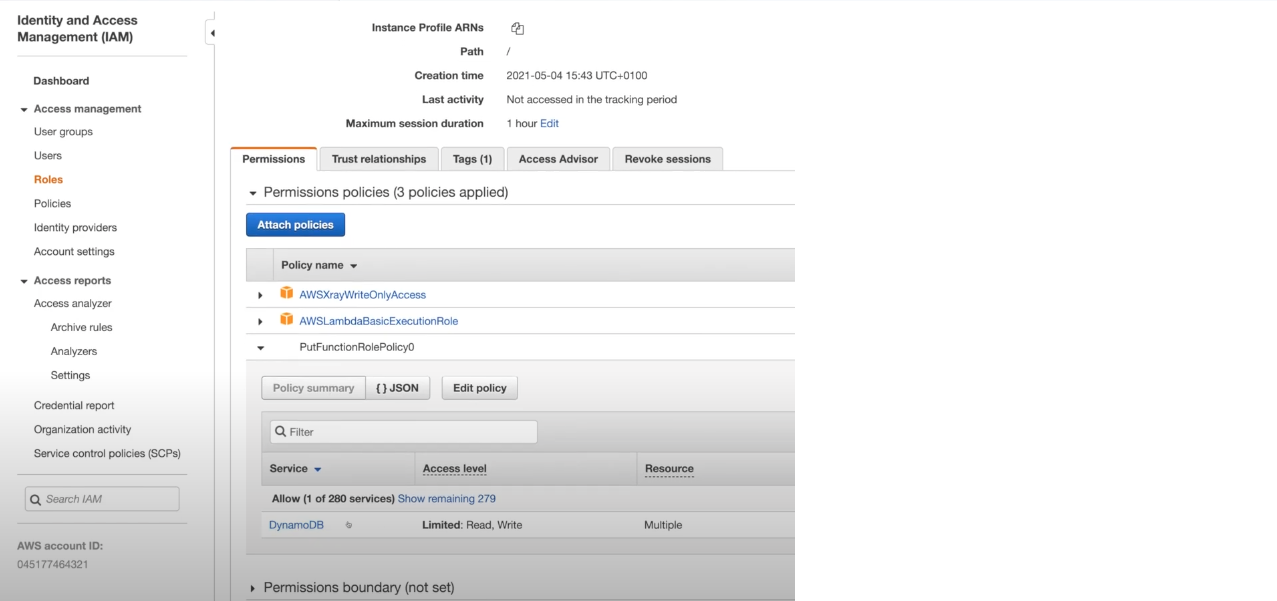 Identity and Access
Management (IAM)
Dashboard
Access management
User groups
Users
Roles
Policies
Identity providers
Account settings
Access reports
Access analyzer
Archive rules
Analyzers
Settings
Credential report
Organization activity
Service control policies (SCPs)
Search IAM
AWS account ID:
045177464321
Instance Profile ARNs
Path /
Creation time 2021-05-04 15:43 UTC+0100
Last activity Not accessed in the tracking period
Maximum session duration 1 hour Edit
Permissions Trust relationships Tags (1) Access Advisor Revoke sessions
Permissions policies (3 policies applied)
Attach policies
Policy name
AWSXrayWriteOnlyAccess
AWSLambdaBasicExecutionRole
PutFunctionRolePolicy0
Policy summary { } JSON Edit policy
Filter
Service Access level Resource
Allow (1 of 280 services) Show remaining 279
DynamoDB Limited: Read, Write Multiple
Permissions boundary (not set)